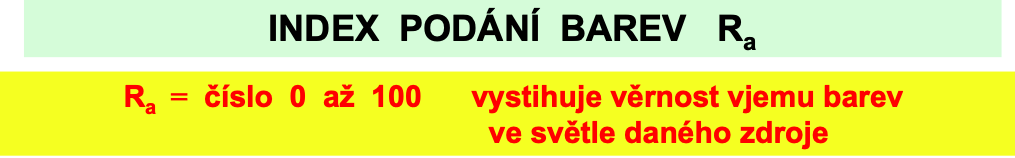 INDEX PODÁNÍ BAREV Ra
Ra = číslo 0 až 100 vystihuje věrnost vjemu barev
ve světle daného zdroje